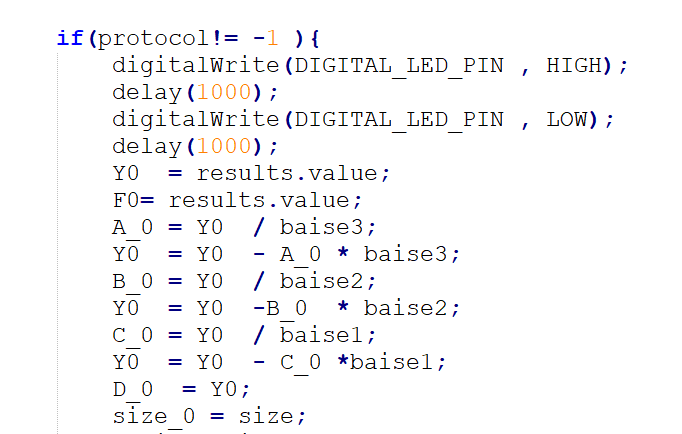 if(protocol!= -1 ){
digitalWrite(DIGITAL_LED_PIN , HIGH);
delay(1000);
digitalWrite(DIGITAL_LED_PIN , LOW);
delay(1000);
Y0  = results.value;
F0= results.value;
A_0 = Y0  / baise3;
Y0  = Y0  - A_0 * baise3;
B_0 = Y0  / baise2;
Y0  = Y0  -B_0  * baise2;
C_0 = Y0  / baise1;
Y0  = Y0  - C_0 *baise1;
D_0  = Y0;
size_0 = size;